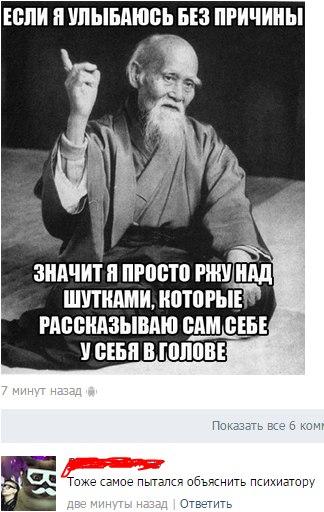 ЕСЛИ Я УЛЫБАЮСЬ БЕЗ ПРИЧИНЫ
ЗНАЧИТ Я ПРОСТО РЖУ НАД
ШУТКАМИ, КОТОРЫЕ
РАССКАЗЫВАЮ САМ СЕБЕ
У СЕБЯ В ГОЛОВЕ
7 минут назад
Показать все 6 ком
Тоже самое пытался объяснить психиатору
две минуты назад | Ответить